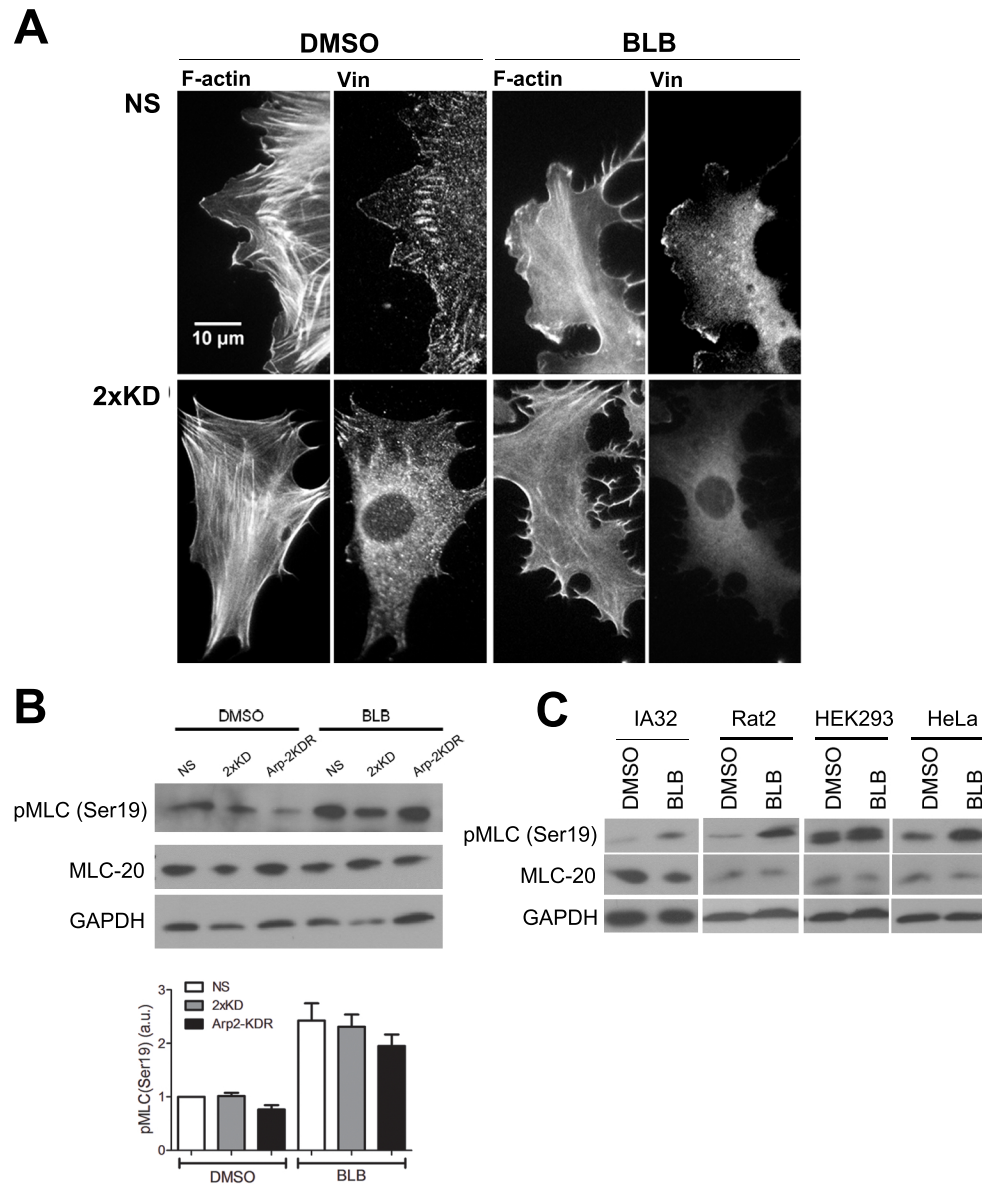 A
DMSO BLB
F-actin Vin F-actin Vin
NS
10 µm
2xKD
B
DMSO BLB
NS 2xKD Arp-2KDR NS 2xKD Arp-2KDR
pMLC (Ser19)
MLC-20
GAPDH
3
2
1
0
pMLC(Ser19) (a.u.)
NS
2xKD
Arp2-KDR
DMSO BLB
C
IA32 Rat2 HEK293 HeLa
DMSO BLB DMSO BLB DMSO BLB DMSO BLB
pMLC (Ser19)
MLC-20
GAPDH